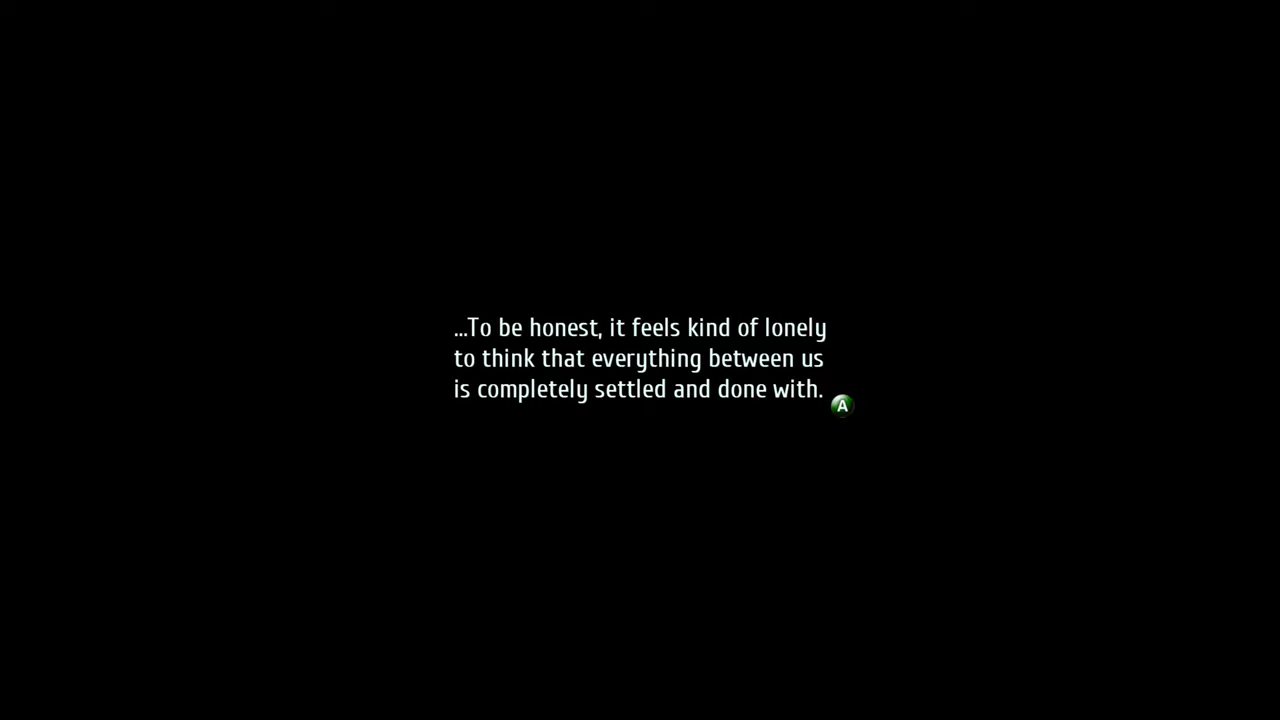 ...To be honest, it feels kind of lonely
to think that everything between us
is completely settled and done with.
A